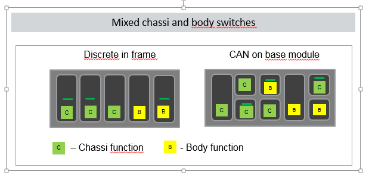 Mixed chassi and body switches
Discrete in frame
CAN on base module
C C C B B
C B C
C C C B B
C – Chassi function
B - Body function